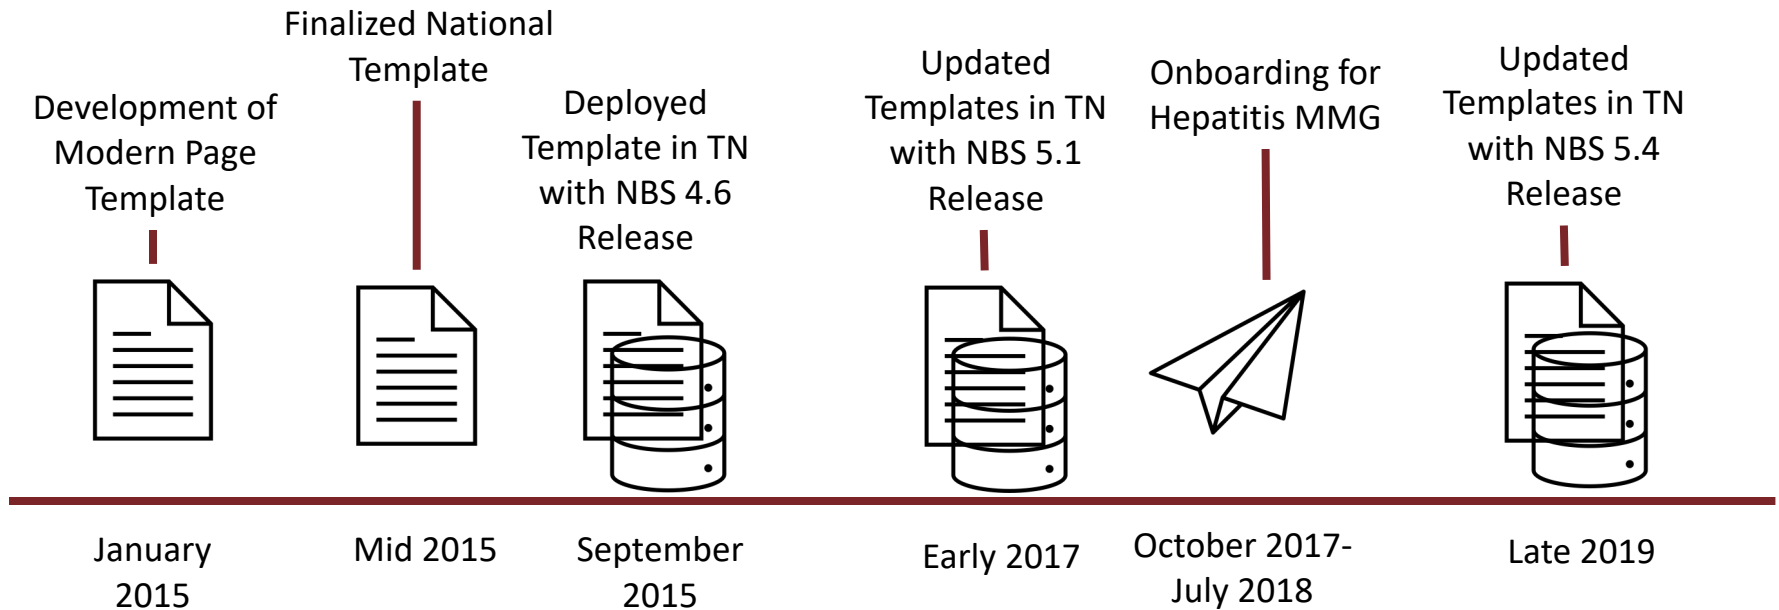 Development of
Modern Page
Template
Finalized National
Template
Deployed
Template in TN
with NBS 4.6
Release
Updated
Templates in TN
with NBS 5.1
Release
Onboarding for
Hepatitis MMG
Updated
Templates in TN
with NBS 5.4
Release
January
2015
Mid 2015
September
2015
Early 2017
October 2017-
July 2018
Late 2019